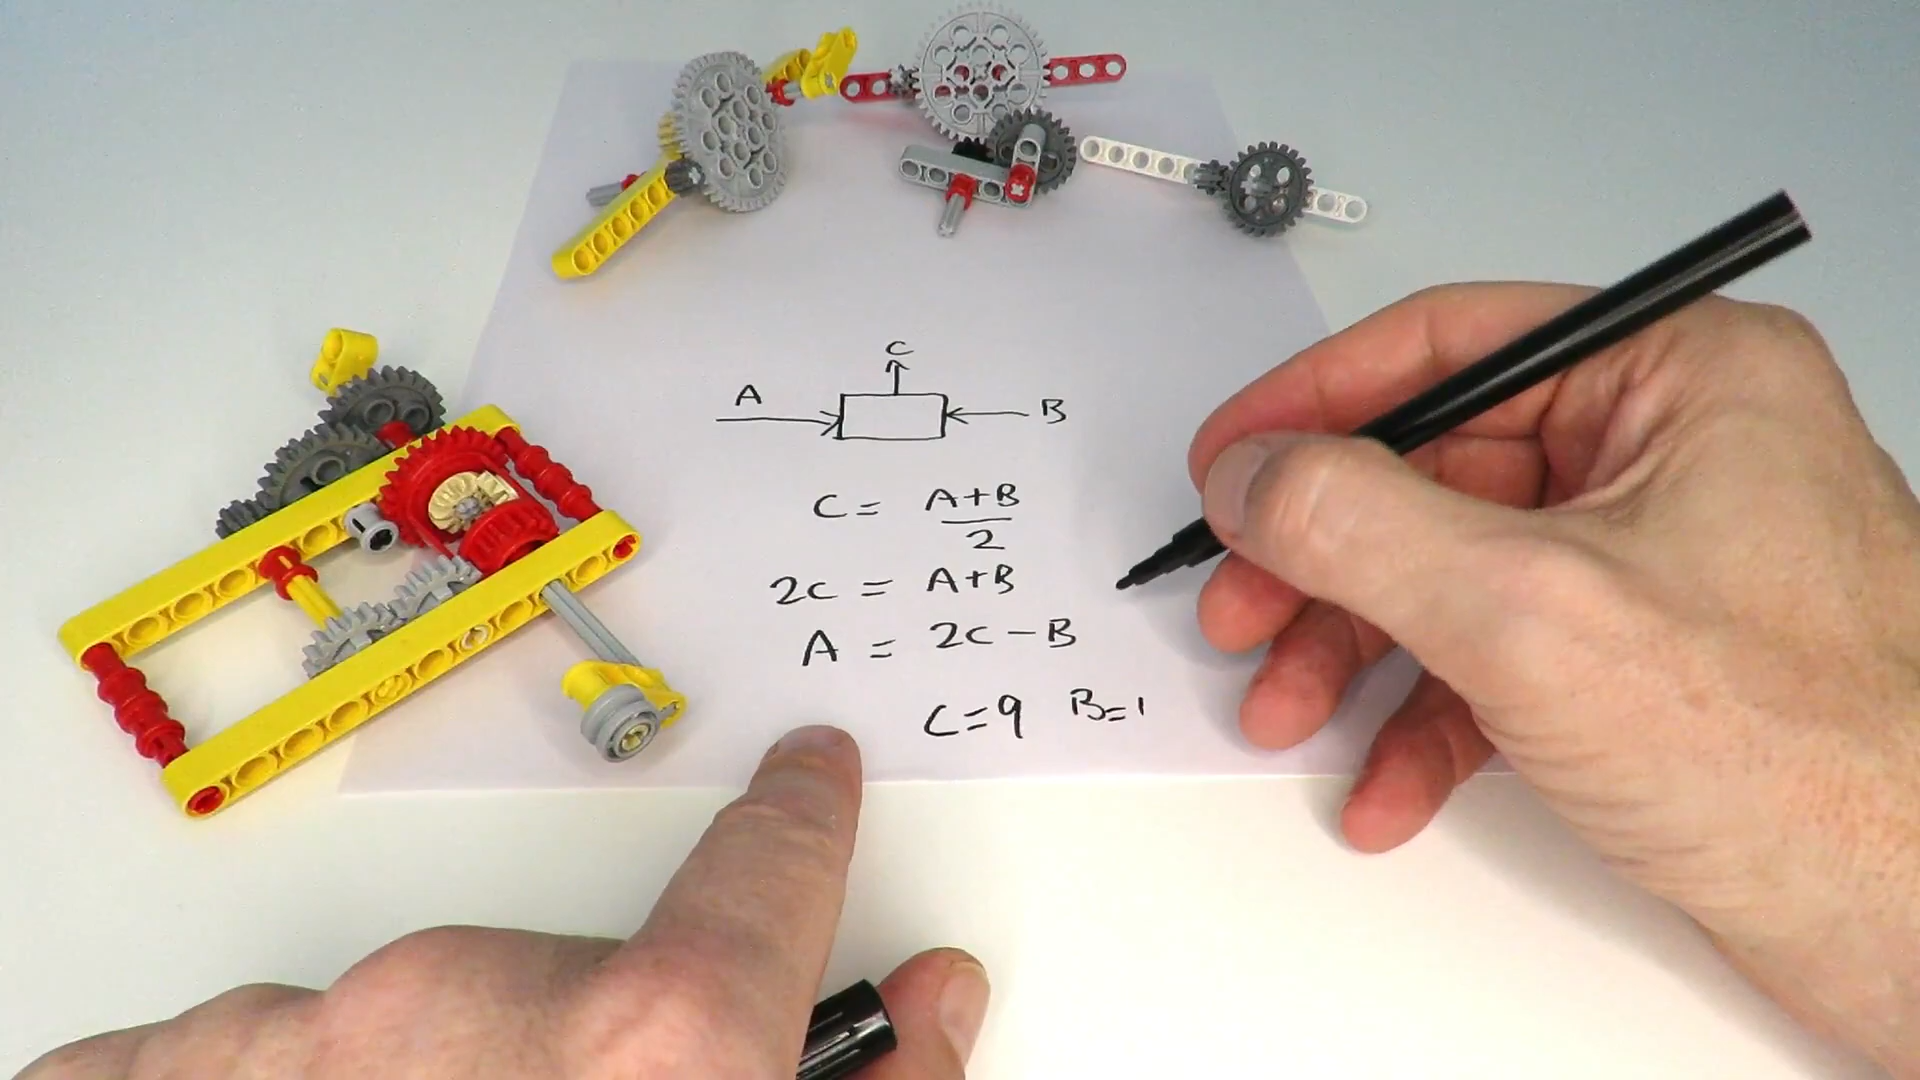 C
A B
C = A+B
2
2C = A+B
A = 2C - B
C=9 B=1